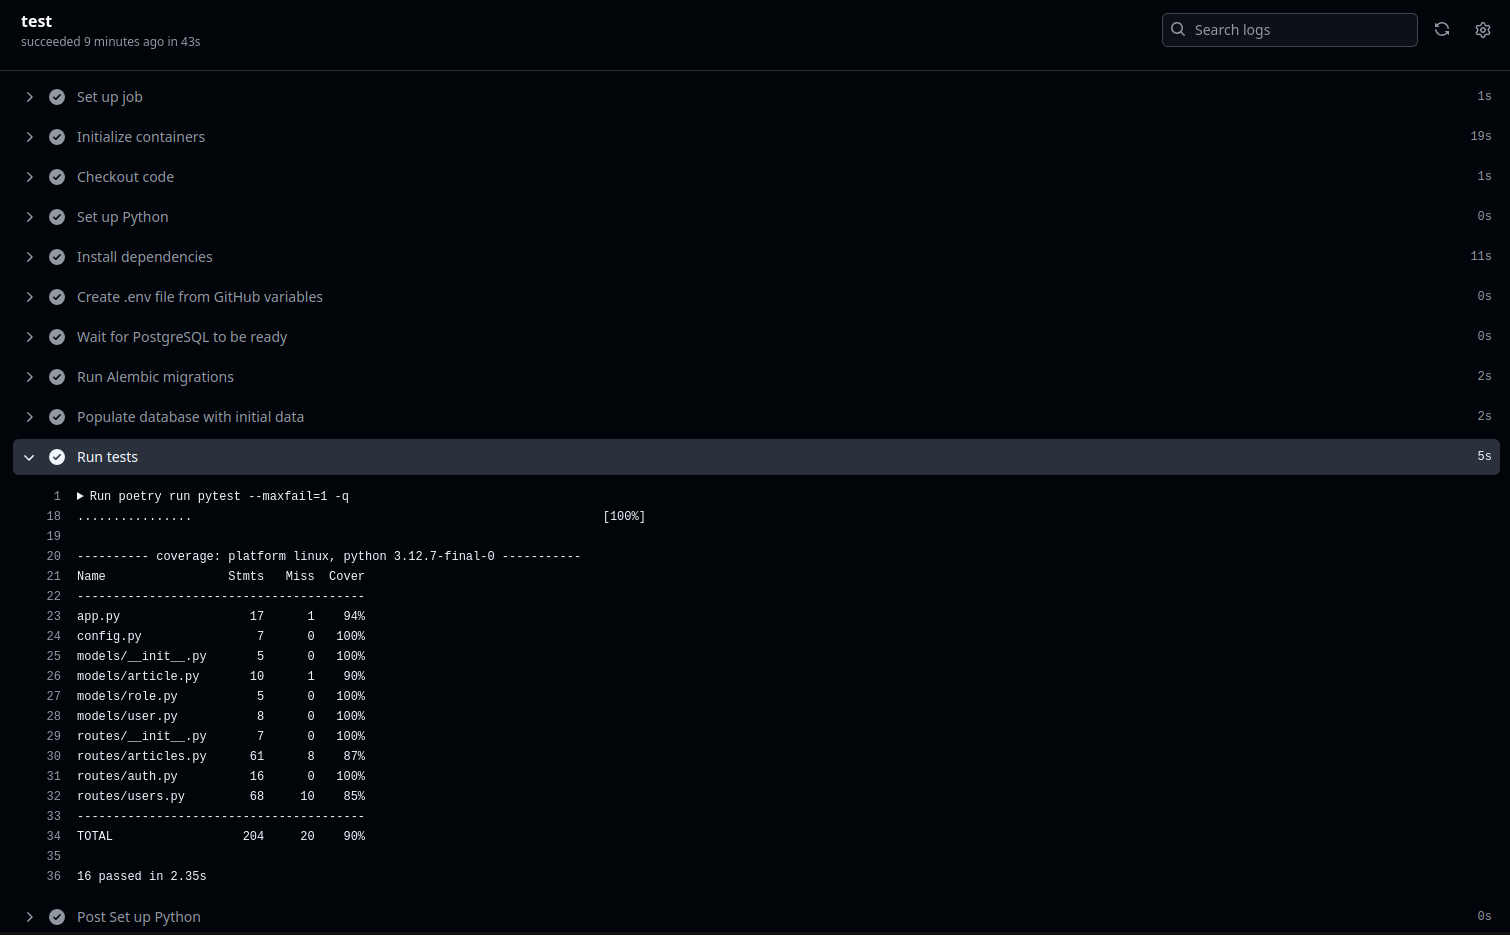 test
succeeded 9 minutes ago in 43s
Search logs
Set up job 1s
Initialize containers 19s
Checkout code 1s
Set up Python 0s
Install dependencies 11s
Create .env file from GitHub variables 0s
Wait for PostgreSQL to be ready 0s
Run Alembic migrations 2s
Populate database with initial data 2s
Run tests 5s
1 Run poetry run pytest --maxfail=1 -q
18 ................ [100%]
19
20 ---------- coverage: platform linux, python 3.12.7-final-0 -----------
21 Name Stmts Miss Cover
22 ----------------------------------------
23 app.py 17 1 94%
24 config.py 7 0 100%
25 models/__init__.py 5 0 100%
26 models/article.py 10 1 90%
27 models/role.py 5 0 100%
28 models/user.py 8 0 100%
29 routes/__init__.py 7 0 100%
30 routes/articles.py 61 8 87%
31 routes/auth.py 16 0 100%
32 routes/users.py 68 10 85%
33 ----------------------------------------
34 TOTAL 204 20 90%
35
36 16 passed in 2.35s
Post Set up Python 0s